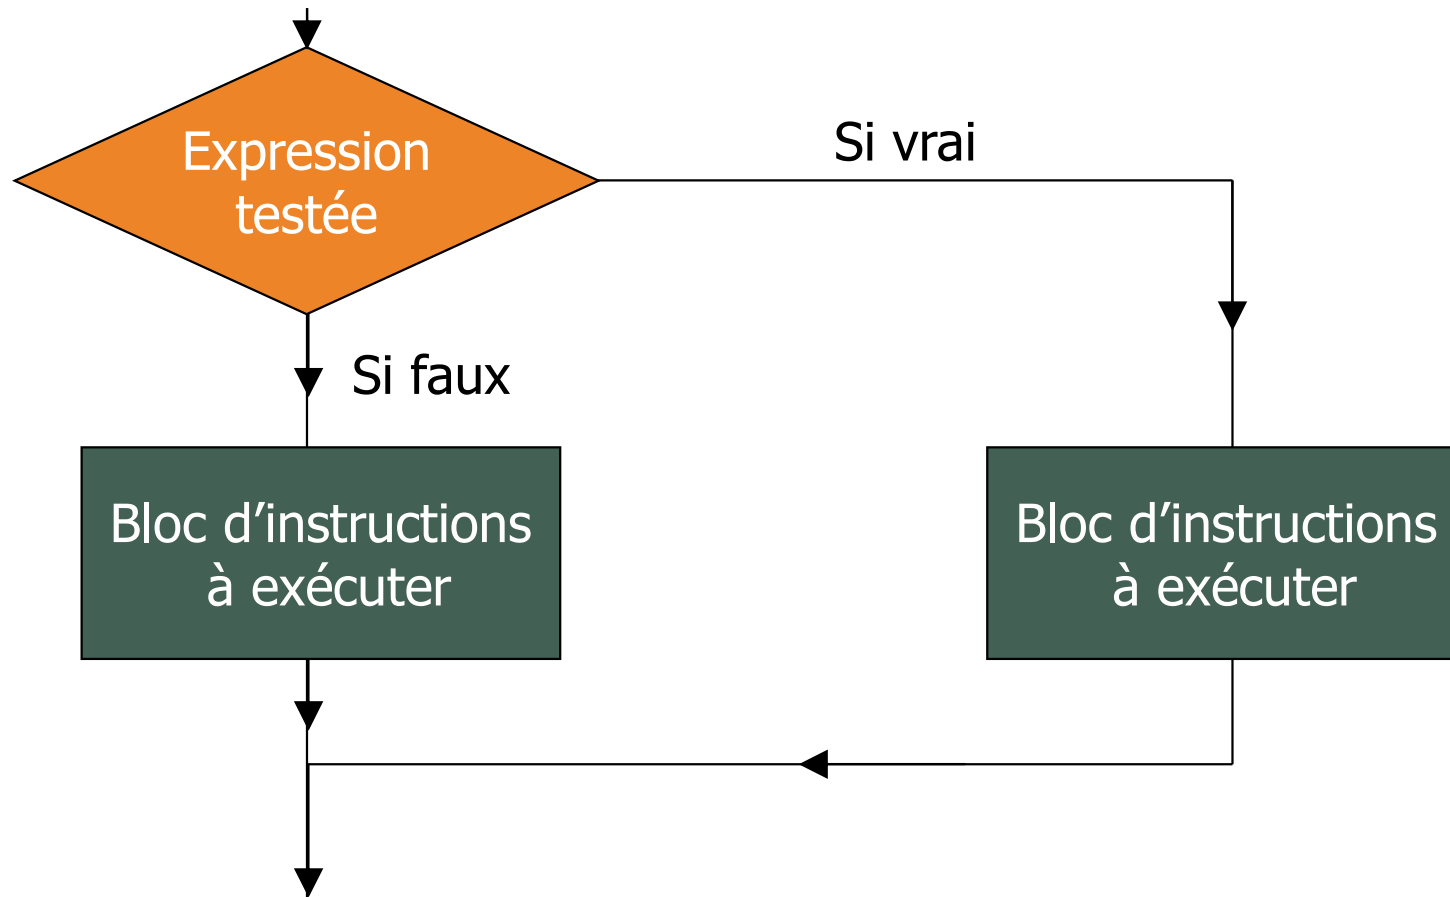 Expression
testée
Si vrai
Si faux
Bloc d’instructions
à exécuter
Bloc d’instructions
à exécuter